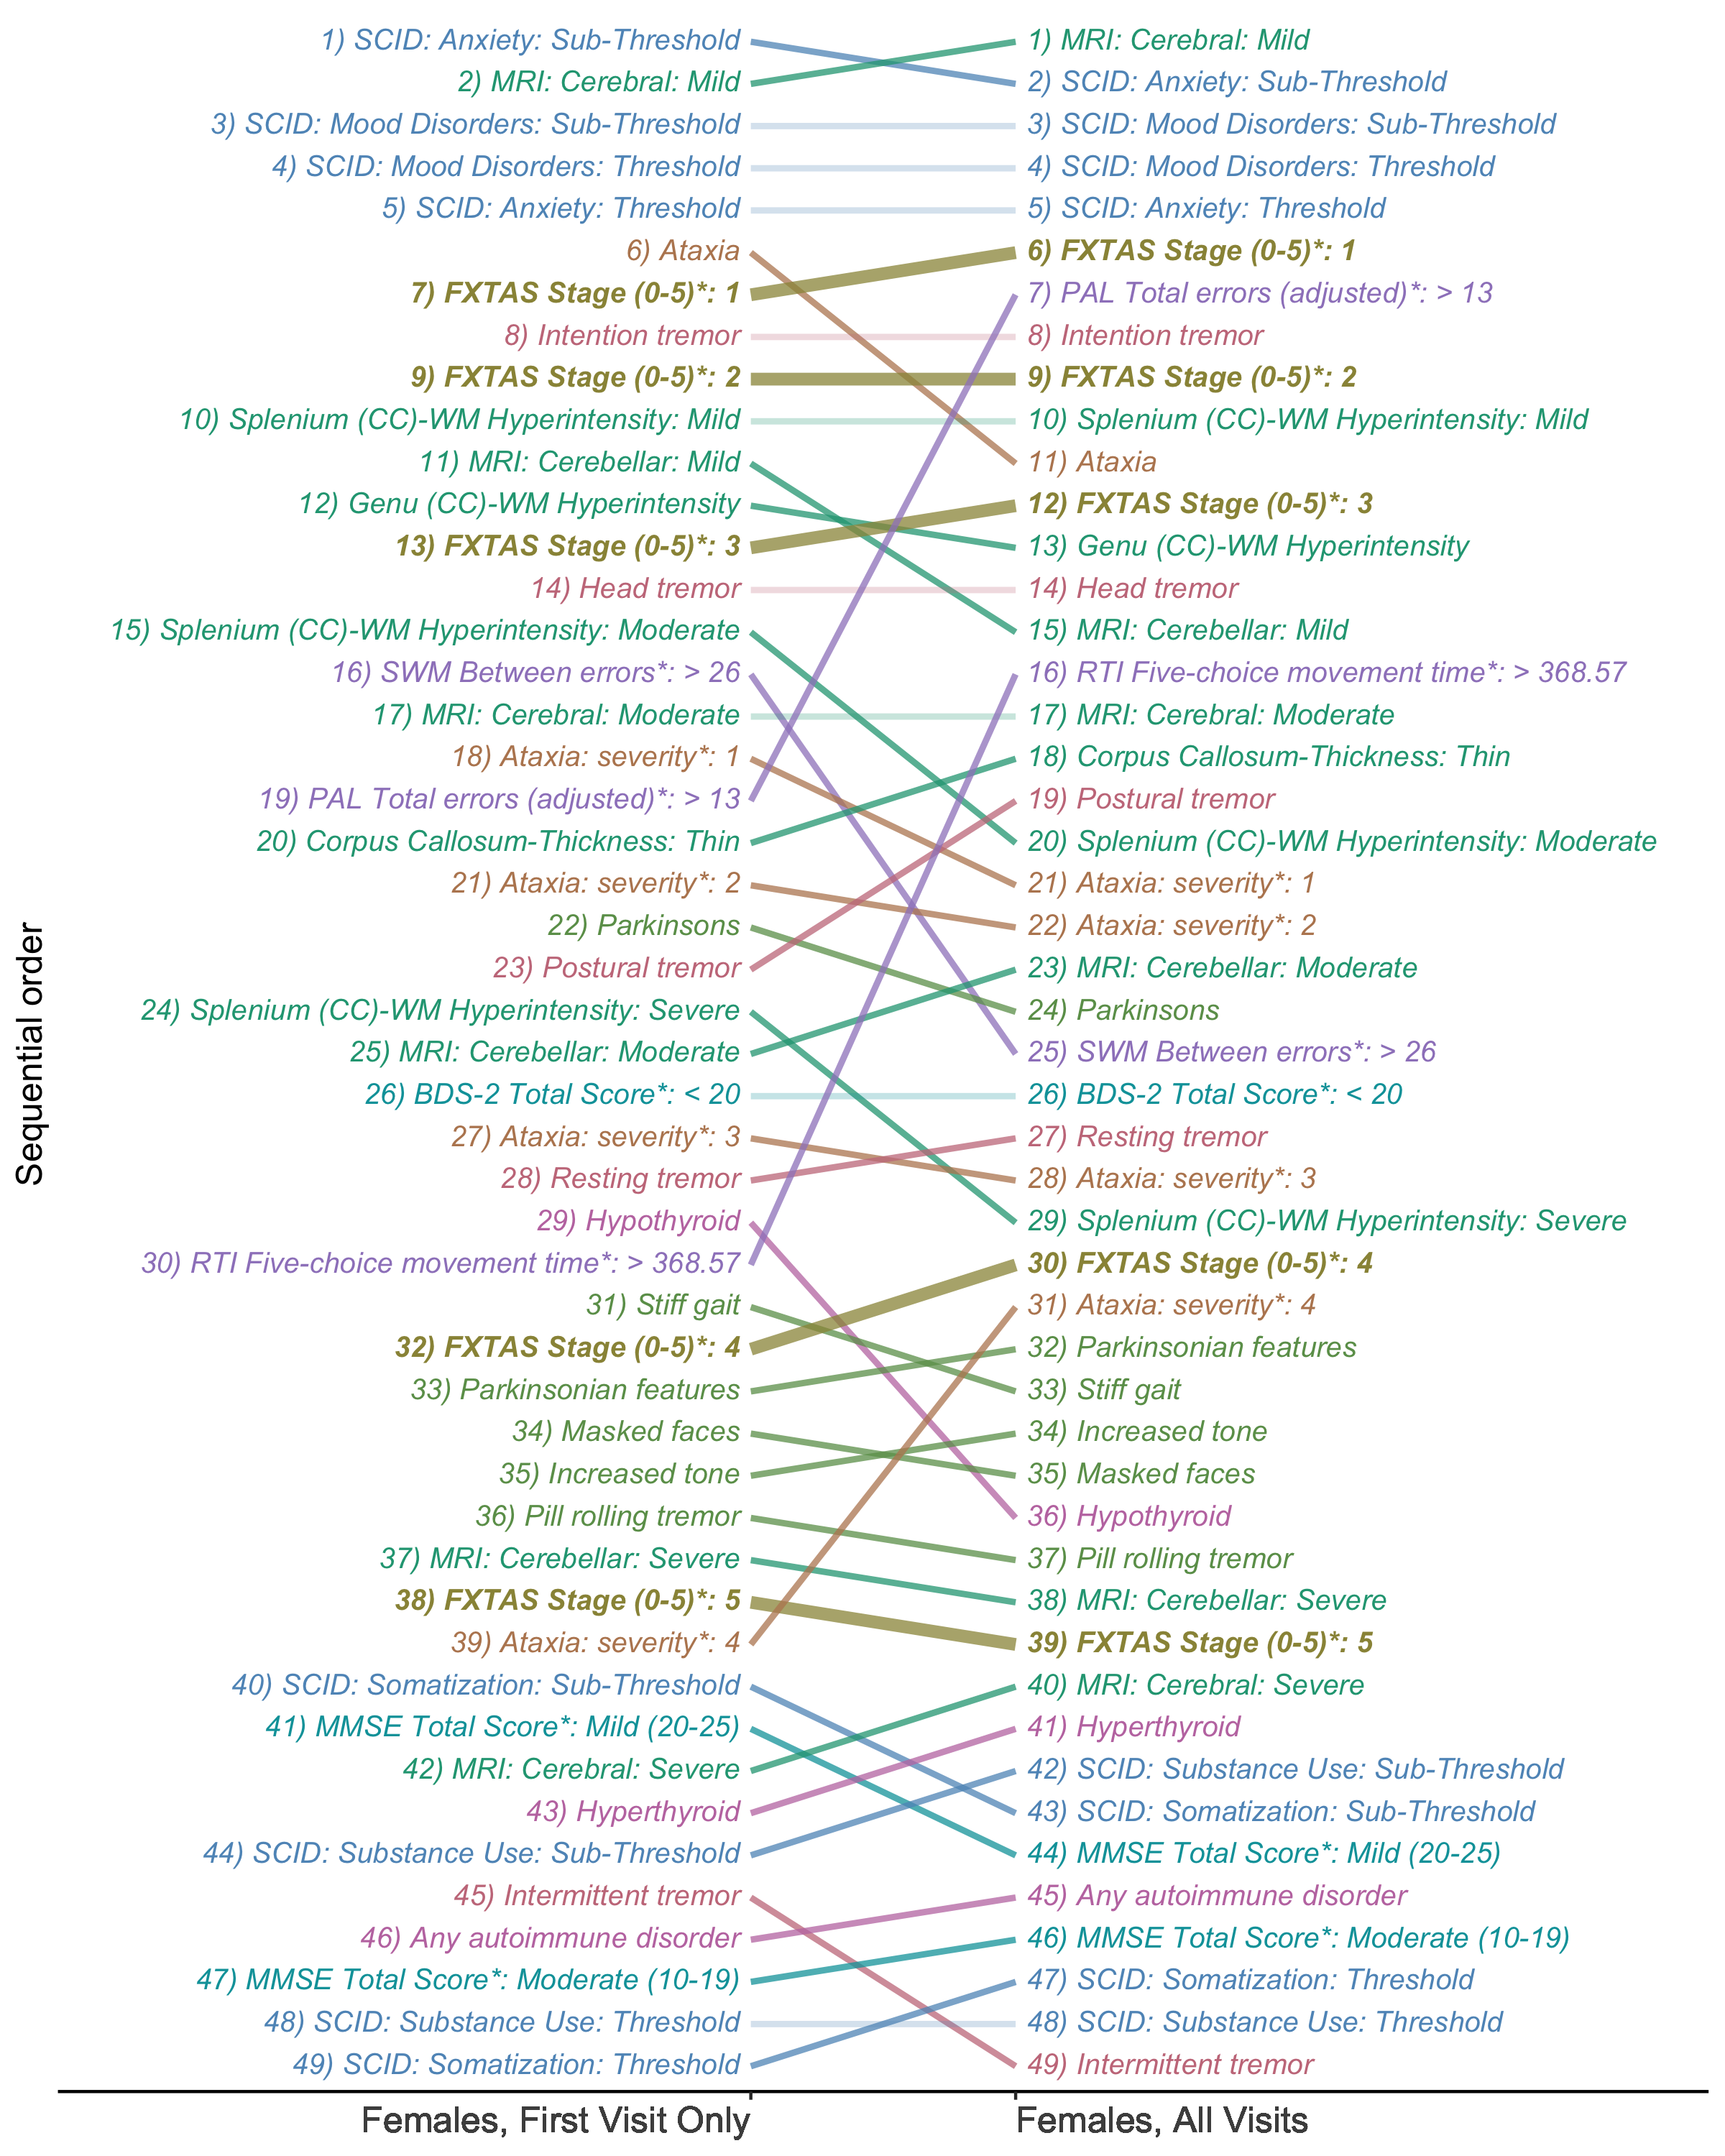 Sequential order
1) SCID: Anxiety: Sub-Threshold
2) MRI: Cerebral: Mild
3) SCID: Mood Disorders: Sub-Threshold
4) SCID: Mood Disorders: Threshold
5) SCID: Anxiety: Threshold
6) Ataxia
7) FXTAS Stage (0-5)*: 1
8) Intention tremor
9) FXTAS Stage (0-5)*: 2
10) Splenium (CC)-WM Hyperintensity: Mild
11) MRI: Cerebellar: Mild
12) Genu (CC)-WM Hyperintensity
13) FXTAS Stage (0-5)*: 3
14) Head tremor
15) Splenium (CC)-WM Hyperintensity: Moderate
16) SWM Between errors*: > 26
17) MRI: Cerebral: Moderate
18) Ataxia: severity*: 1
19) PAL Total errors (adjusted)*: > 13
20) Corpus Callosum-Thickness: Thin
21) Ataxia: severity*: 2
22) Parkinsons
23) Postural tremor
24) Splenium (CC)-WM Hyperintensity: Severe
25) MRI: Cerebellar: Moderate
26) BDS-2 Total Score*: < 20
27) Ataxia: severity*: 3
28) Resting tremor
29) Hypothyroid
30) RTI Five-choice movement time*: > 368.57
31) Stiff gait
32) FXTAS Stage (0-5)*: 4
33) Parkinsonian features
34) Masked faces
35) Increased tone
36) Pill rolling tremor
37) MRI: Cerebellar: Severe
38) FXTAS Stage (0-5)*: 5
39) Ataxia: severity*: 4
40) SCID: Somatization: Sub-Threshold
41) MMSE Total Score*: Mild (20-25)
42) MRI: Cerebral: Severe
43) Hyperthyroid
44) SCID: Substance Use: Sub-Threshold
45) Intermittent tremor
46) Any autoimmune disorder
47) MMSE Total Score*: Moderate (10-19)
48) SCID: Substance Use: Threshold
49) SCID: Somatization: Threshold
Females, First Visit Only
1) MRI: Cerebral: Mild
2) SCID: Anxiety: Sub-Threshold
3) SCID: Mood Disorders: Sub-Threshold
4) SCID: Mood Disorders: Threshold
5) SCID: Anxiety: Threshold
6) FXTAS Stage (0-5)*: 1
7) PAL Total errors (adjusted)*: > 13
8) Intention tremor
9) FXTAS Stage (0-5)*: 2
10) Splenium (CC)-WM Hyperintensity: Mild
11) Ataxia
12) FXTAS Stage (0-5)*: 3
13) Genu (CC)-WM Hyperintensity
14) Head tremor
15) MRI: Cerebellar: Mild
16) RTI Five-choice movement time*: > 368.57
17) MRI: Cerebral: Moderate
18) Corpus Callosum-Thickness: Thin
19) Postural tremor
20) Splenium (CC)-WM Hyperintensity: Moderate
21) Ataxia: severity*: 1
22) Ataxia: severity*: 2
23) MRI: Cerebellar: Moderate
24) Parkinsons
25) SWM Between errors*: > 26
26) BDS-2 Total Score*: < 20
27) Resting tremor
28) Ataxia: severity*: 3
29) Splenium (CC)-WM Hyperintensity: Severe
30) FXTAS Stage (0-5)*: 4
31) Ataxia: severity*: 4
32) Parkinsonian features
33) Stiff gait
34) Increased tone
35) Masked faces
36) Hypothyroid
37) Pill rolling tremor
38) MRI: Cerebellar: Severe
39) FXTAS Stage (0-5)*: 5
40) MRI: Cerebral: Severe
41) Hyperthyroid
42) SCID: Substance Use: Sub-Threshold
43) SCID: Somatization: Sub-Threshold
44) MMSE Total Score*: Mild (20-25)
45) Any autoimmune disorder
46) MMSE Total Score*: Moderate (10-19)
47) SCID: Somatization: Threshold
48) SCID: Substance Use: Threshold
49) Intermittent tremor
Females, All Visits